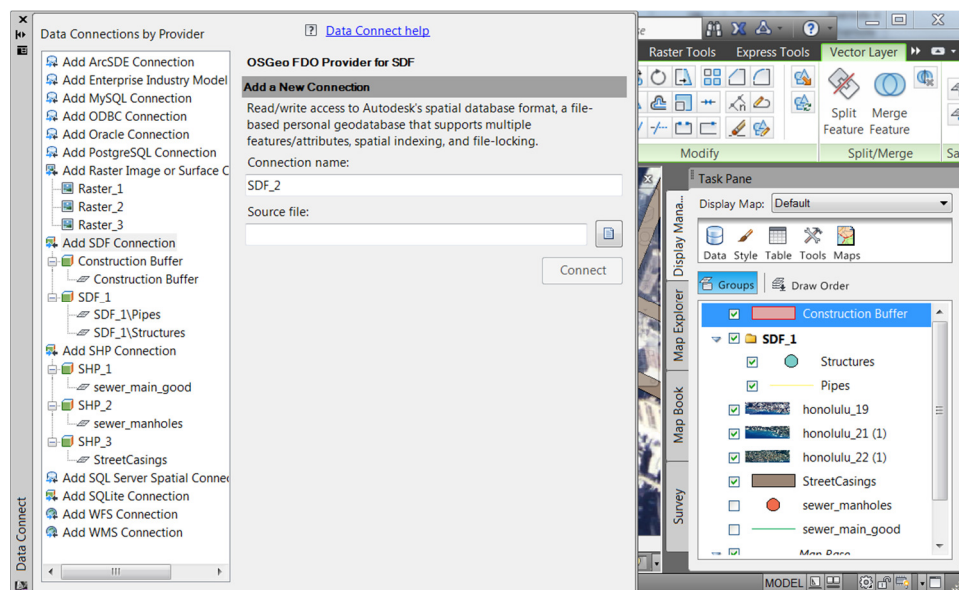 Data Connections by Provider
Add ArcSDE Connection
Add Enterprise Industry Model
Add MySQL Connection
Add ODBC Connection
Add Oracle Connection
Add PostgreSQL Connection
Add Raster Image or Surface C
Raster_1
Raster_2
Raster_3
Add SDF Connection
Construction Buffer
Construction Buffer
SDF_1
SDF_1\Pipes
SDF_1\Structures
Add SHP Connection
SHP_1
sewer_main_good
SHP_2
sewer_manholes
SHP_3
StreetCasings
Add SQL Server Spatial Connec
Add SQLite Connection
Add WFS Connection
Add WMS Connection
Data Connect
Data Connect help
OSGeo FDO Provider for SDF
Add a New Connection
Read/write access to Autodesk's spatial database format, a file-
based personal geodatabase that supports multiple
features/attributes, spatial indexing, and file-locking.
Connection name:
SDF_2
Source file:
Connect
Raster Tools Express Tools Vector Layer
Split Feature
Merge Feature
Modify Split/Merge Sa
Task Pane
Display Map: Default
Data Style Table Tools Maps
Groups Draw Order
Display Mana...
Map Explorer
Map Book
Survey
Construction Buffer
SDF_1
Structures
Pipes
honolulu_19
honolulu_21 (1)
honolulu_22 (1)
StreetCasings
sewer_manholes
sewer_main_good
Map Base
MODEL